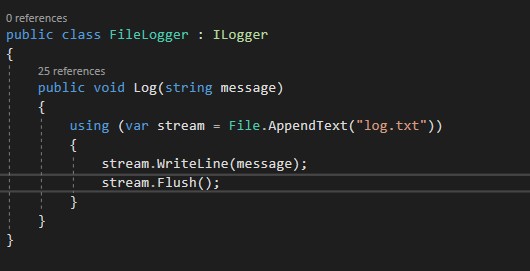 0 references
public class FileLogger : ILogger
{
25 references
public void Log(string message)
{
using (var stream = File.AppendText("log.txt"))
{
stream.WriteLine(message);
stream.Flush();
}
}
}